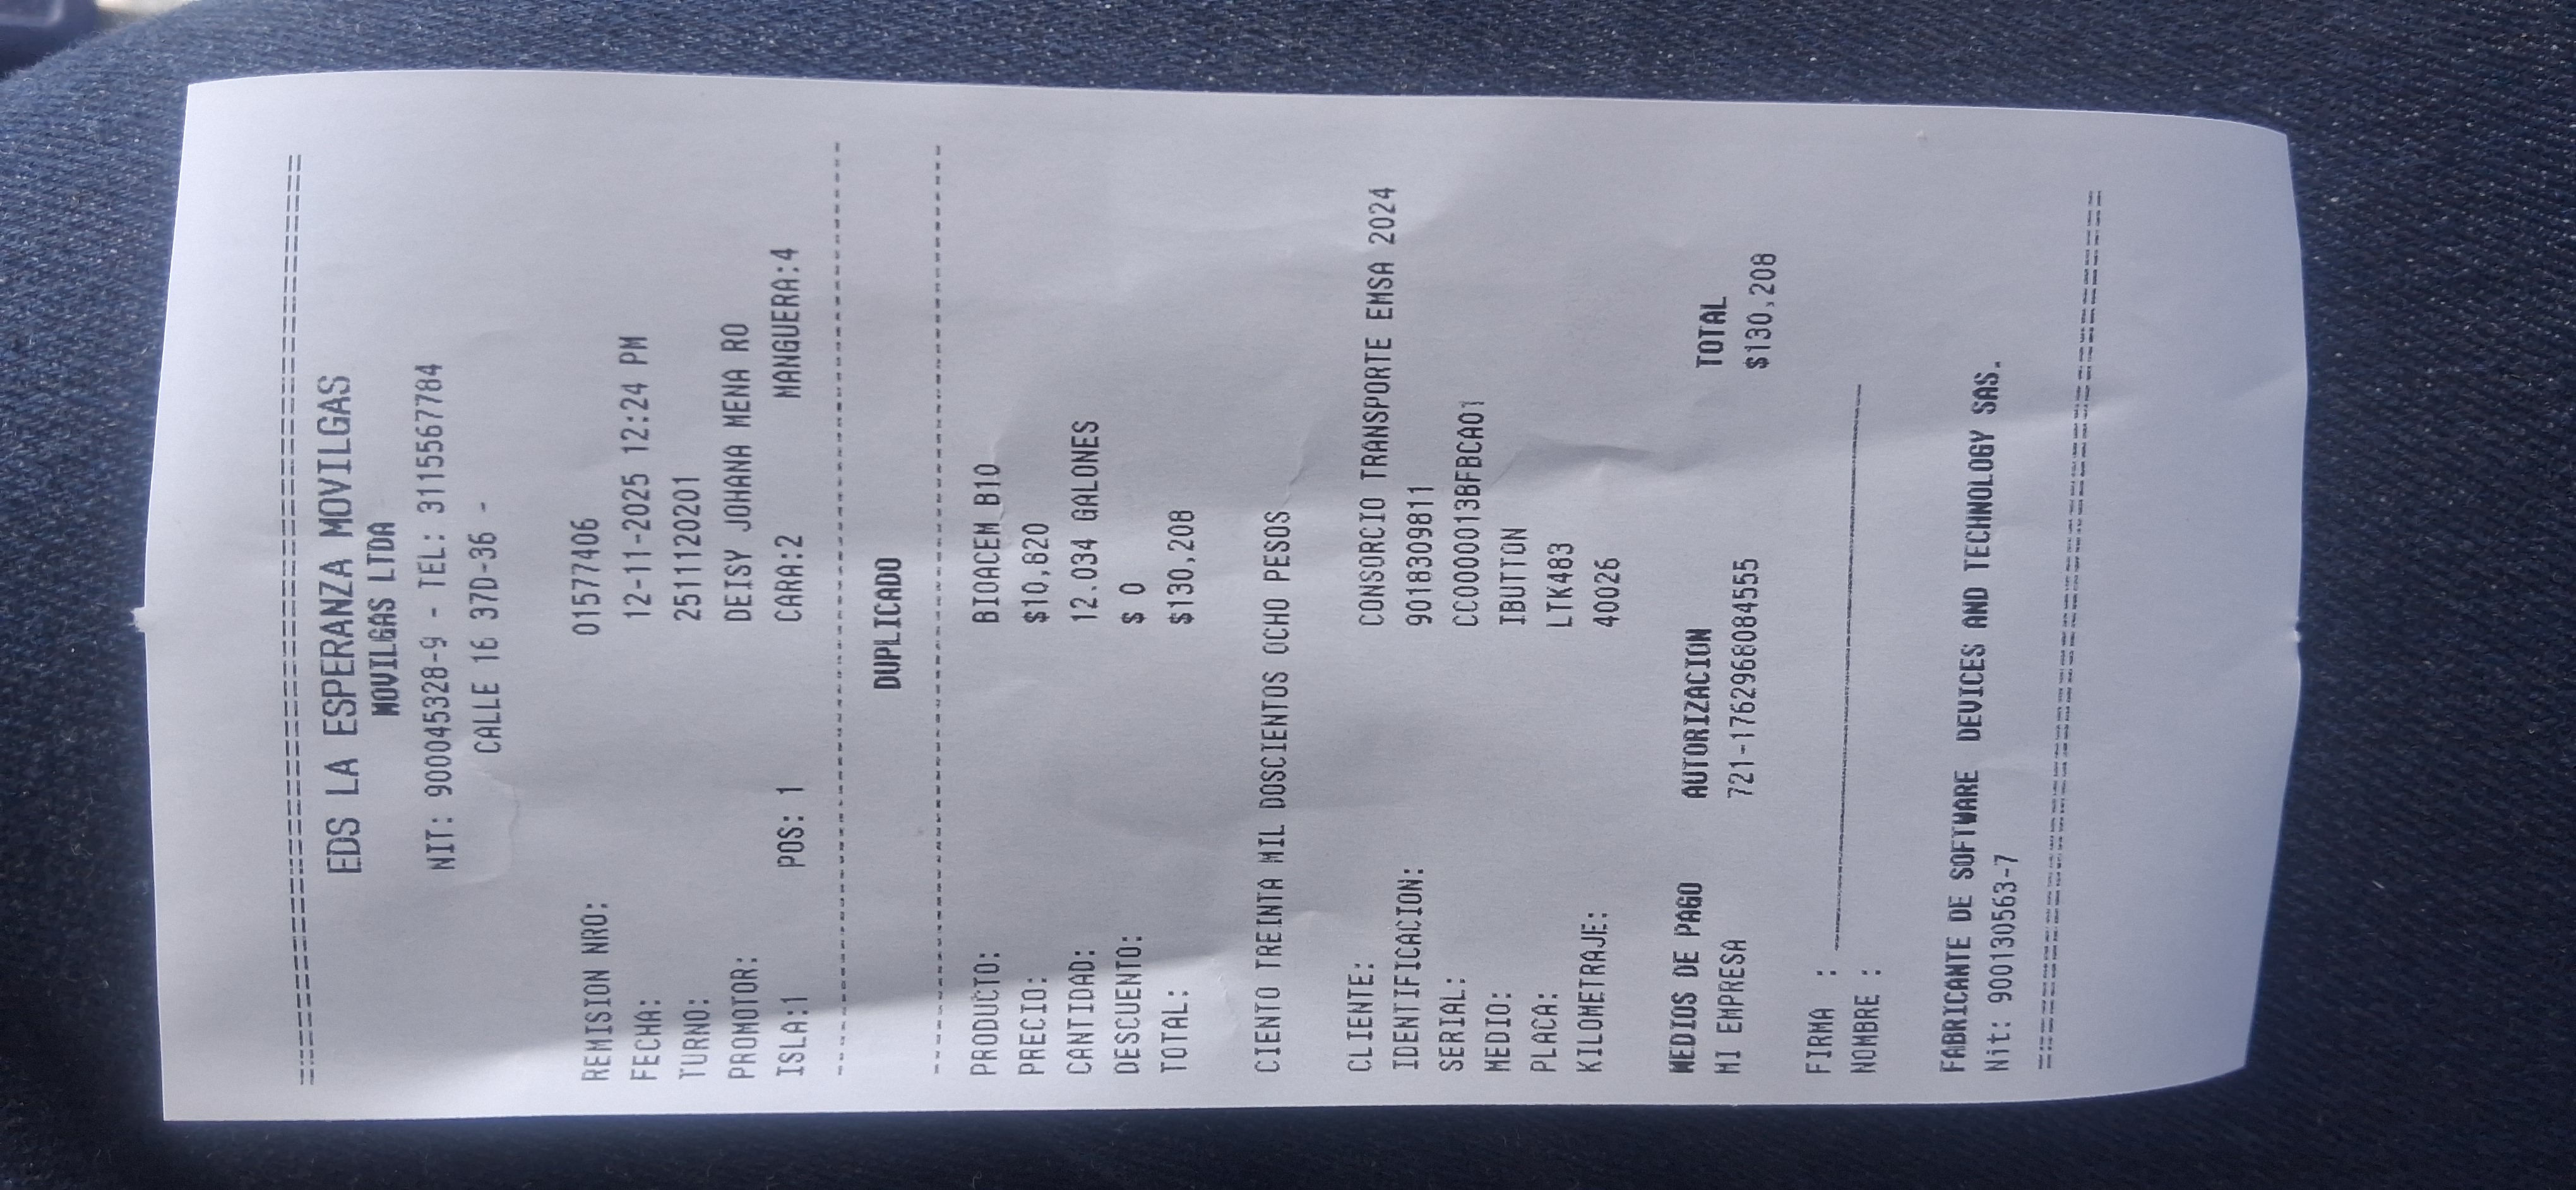 ================================================
EDS LA ESPERANZA MOVILGAS
MOVILGAS LTDA
NIT: 900045328-9 - TEL: 3115567784
CALLE 16 37D-36 -
REMISION NRO: 01577406
FECHA: 12-11-2025 12:24 PM
TURNO: 2511120201
PROMOTOR: DEISY JOHANA MENA RO
ISLA:1 POS: 1 CARA:2 MANGUERA:4
------------------------------------------------
DUPLICADO
------------------------------------------------
PRODUCTO: BIOACEM B10
PRECIO: $10,820
CANTIDAD: 12.034 GALONES
DESCUENTO: $ 0
TOTAL: $130,208
CIENTO TREINTA MIL DOSCIENTOS OCHO PESOS
CLIENTE: CONSORCIO TRANSPORTE EMSA 2024
IDENTIFICACION: 9018309811
SERIAL: CC0000013BFBCA01
MEDIO: IBUTTON
PLACA: LTK483
KILOMETRAJE: 40026
MEDIOS DE PAGO AUTORIZACION TOTAL
MI EMPRESA 721-1762968084555 $130,208
FIRMA : ______________________________
NOMBRE :
FABRICANTE DE SOFTWARE DEVICES AND TECHNOLOGY SAS.
Nit: 900130563-7
================================================